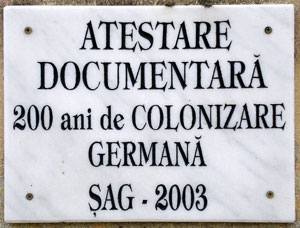 ATESTARE
DOCUMENTARĂ
200 ani de COLONIZARE
GERMANĂ
ŞAG - 2003